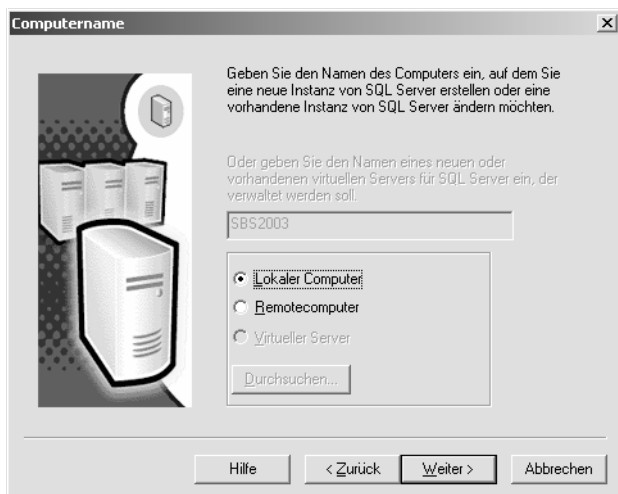 Computername
Geben Sie den Namen des Computers ein, auf dem Sie
eine neue Instanz von SQL Server erstellen oder eine
vorhandene Instanz von SQL Server ändern möchten.
Oder geben Sie den Namen eines neuen oder
vorhandenen virtuellen Servers für SQL Server ein, der
verwaltet werden soll.
SBS2003
Lokaler Computer
Remotecomputer
Virtueller Server
Durchsuchen...
Hilfe
< Zurück
Weiter >
Abbrechen